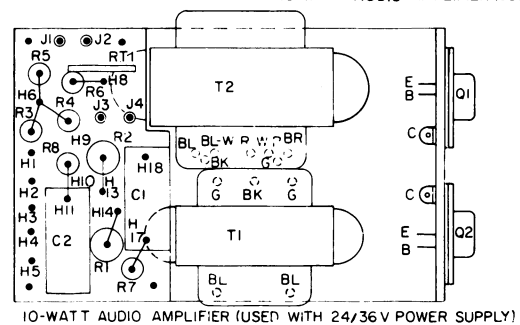 J1 J2
R5 RT1
H8
R6
H6 R4 J3 J4
R3
T2
E
B
Q1
C
H9 R2
H1 R8
BL BL-W R W BR
BK G
H10 H13 H18
H2 C1
G BK G
C
H11 H14
H3
H17
T1
H4 C2
E
B
Q2
R1
H5 R7
BL BL
10-WATT AUDIO AMPLIFIER (USED WITH 24/36 V POWER SUPPLY)